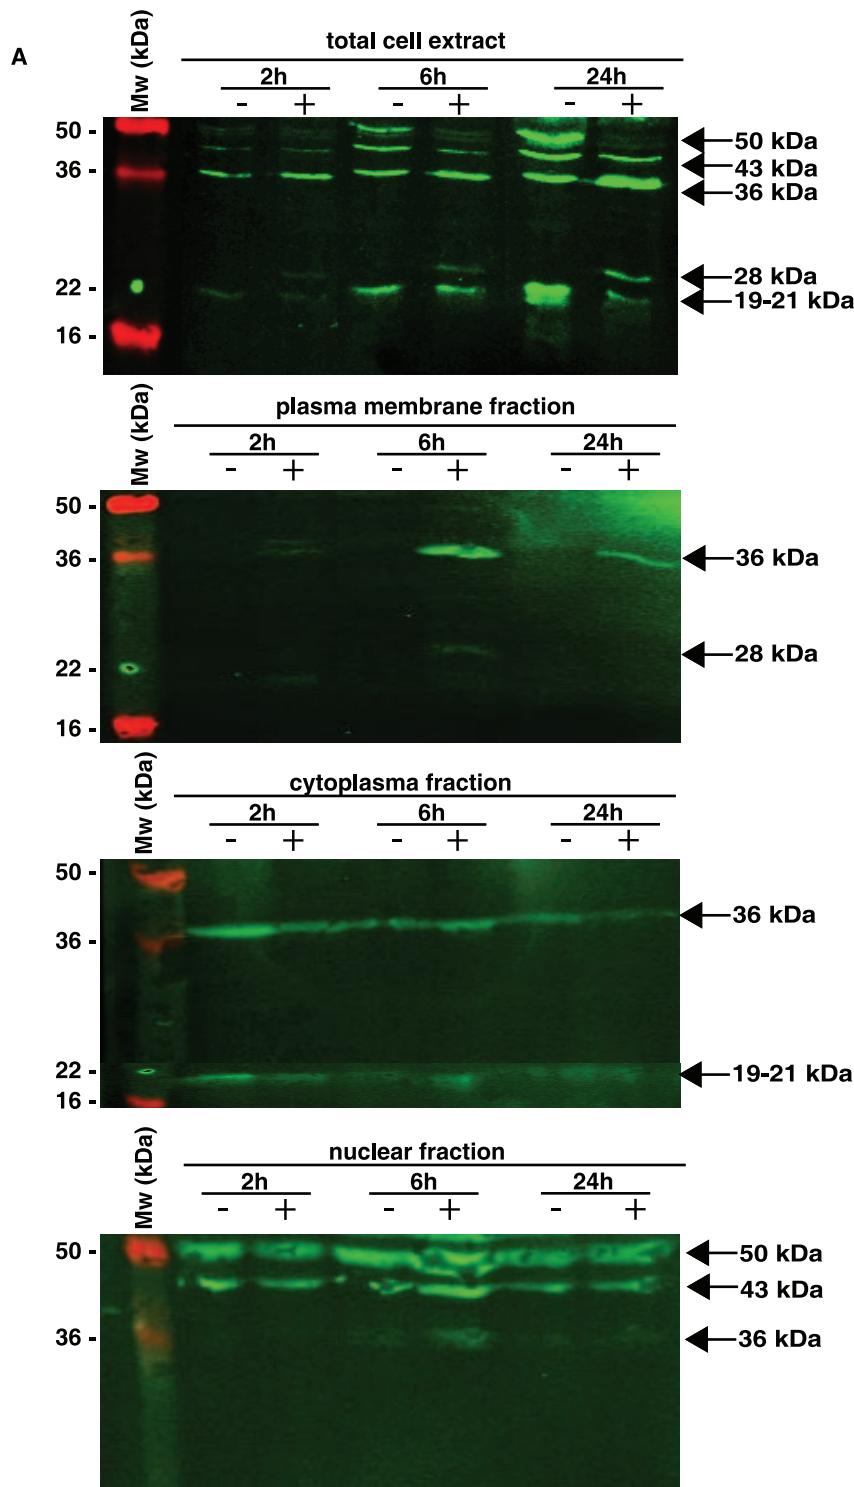 A
Mw (kDa)
total cell extract
2h 6h 24h
- + - + - +
50 -
36 -
22 -
16 -
50 kDa
43 kDa
36 kDa
28 kDa
19-21 kDa
Mw (kDa)
plasma membrane fraction
2h 6h 24h
- + - + - +
50 -
36 -
22 -
16 -
36 kDa
28 kDa
Mw (kDa)
cytoplasma fraction
2h 6h 24h
- + - + - +
50 -
36 -
22 -
16 -
36 kDa
19-21 kDa
Mw (kDa)
nuclear fraction
2h 6h 24h
- + - + - +
50 -
36 -
50 kDa
43 kDa
36 kDa